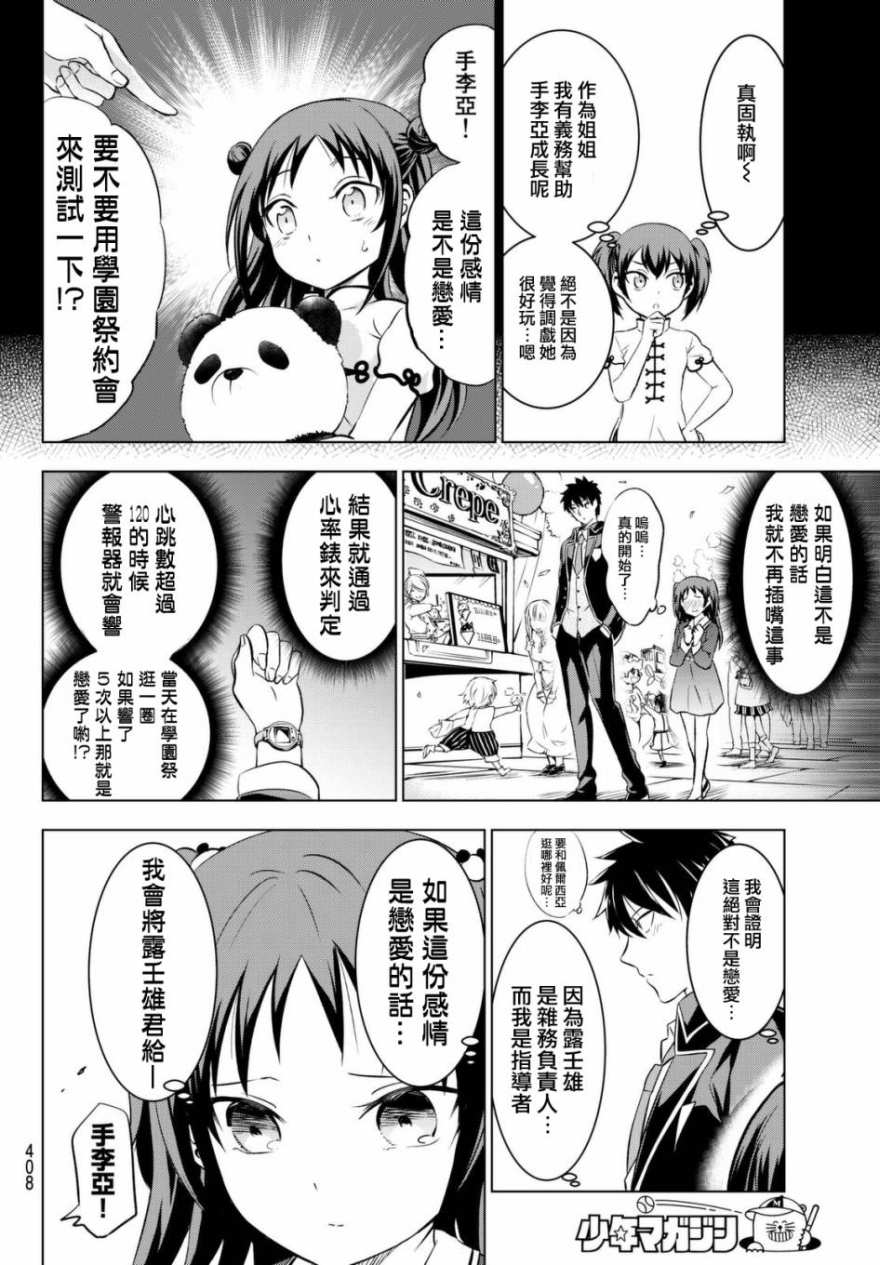 真固執啊~
作為姐姐
我有義務幫助
手李亞成長呢
絕不是因為
覺得調戲她
很好玩…嗯
手李亞！
這份感情
是不是戀愛…
要不要用學園祭約會
來測試一下!?
如果明白這不是
戀愛的話
我就不再插嘴這事
嗚嗚…
真的開始了…
Crepe
結果就通過
心率錶來判定
心跳數超過
120的時候
警報器就會響
當天在學園祭
逛一圈
如果響了
5次以上那就是
戀愛了喲!?
我會證明
這絕對不是戀愛…
要和佩爾西亞
逛哪裡好呢…
因為露壬雄
是雜務負責人…
而我是指導者
如果這份感情
是戀愛的話…
我會將露壬雄君給—
手李亞！
408
少年マガジン